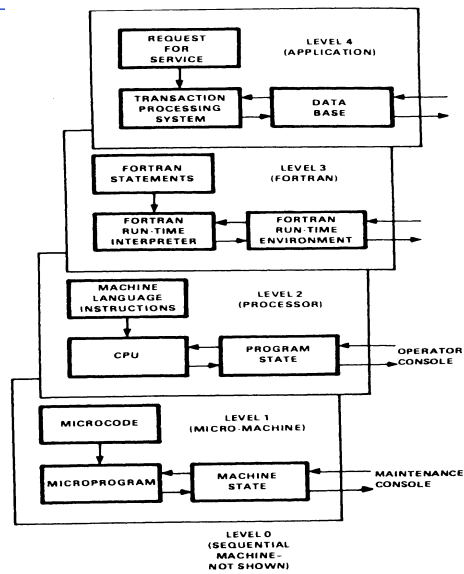 REQUEST
FOR
SERVICE
LEVEL 4
(APPLICATION)
TRANSACTION
PROCESSING
SYSTEM
DATA
BASE
FORTRAN
STATEMENTS
LEVEL 3
(FORTRAN)
FORTRAN
RUN-TIME
INTERPRETER
FORTRAN
RUN-TIME
ENVIRONMENT
MACHINE
LANGUAGE
INSTRUCTIONS
LEVEL 2
(PROCESSOR)
CPU
PROGRAM
STATE
OPERATOR
CONSOLE
MICROCODE
LEVEL 1
(MICRO-MACHINE)
MICROPROGRAM
MACHINE
STATE
MAINTENANCE
CONSOLE
LEVEL 0
(SEQUENTIAL
MACHINE-
NOT SHOWN)